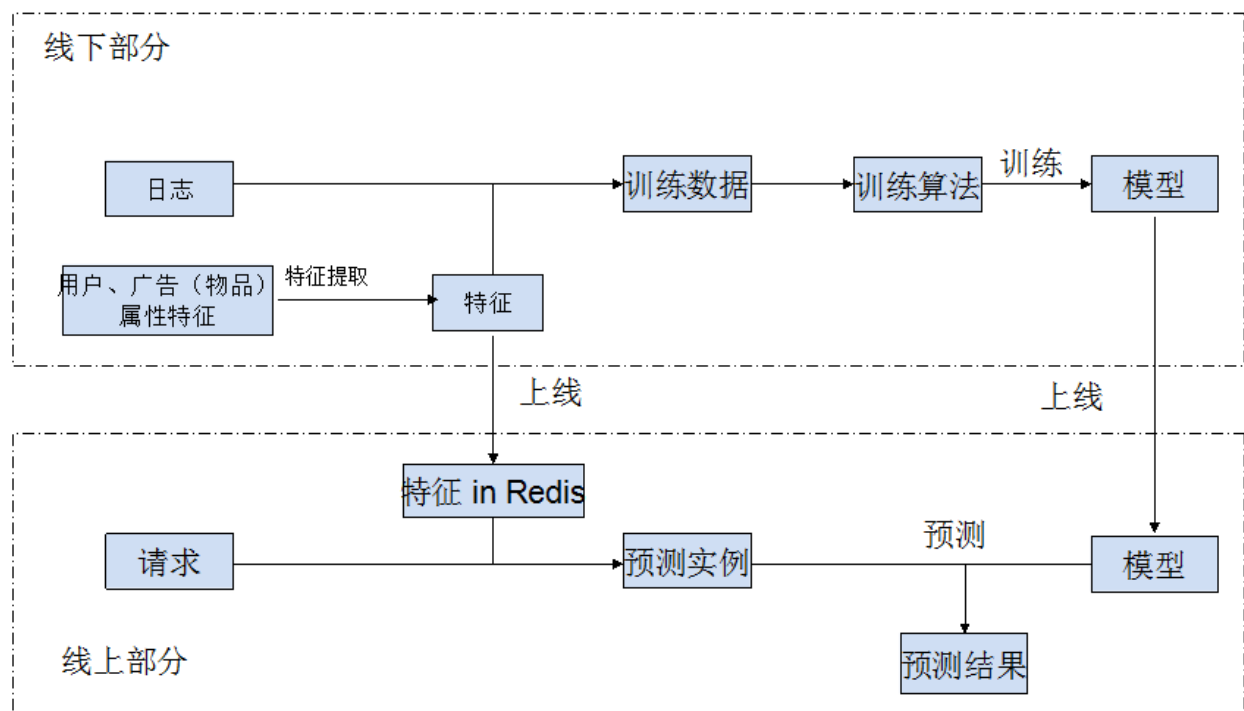 线下部分
训练
日志
训练数据
训练算法
模型
用户、广告（物品）
属性特征
特征提取
特征
上线
上线
特征 in Redis
请求
预测实例
预测
模型
线上部分
预测结果